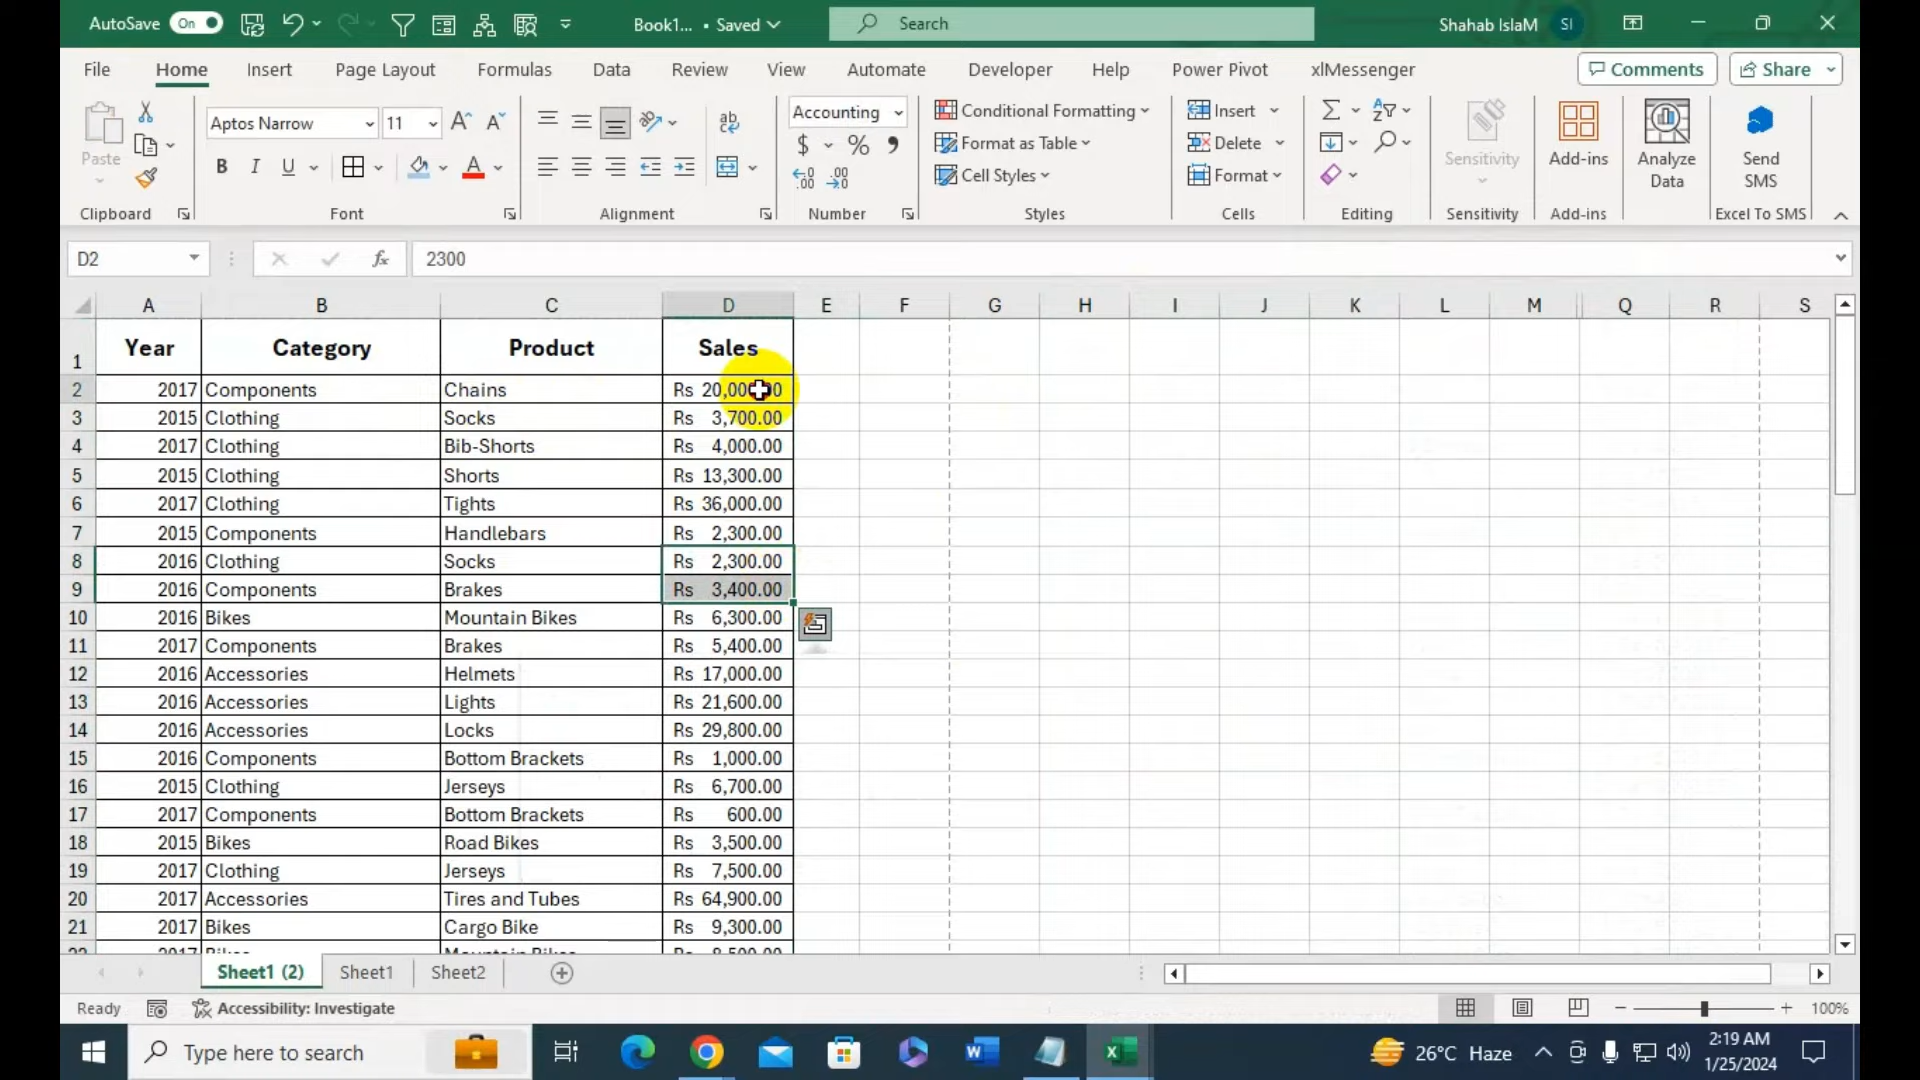 AutoSave On Book1... • Saved Search Shahab IslaM SI
File Home Insert Page Layout Formulas Data Review View Automate Developer Help Power Pivot xlMessenger Comments Share
Paste
Clipboard
Aptos Narrow 11
B I U A
Font
ab
Alignment
Accounting
$ % 9
Number
Conditional Formatting
Format as Table
Cell Styles
Styles
Insert
Delete
Format
Cells
Editing
Sensitivity
Sensitivity
Add-ins
Add-ins
Analyze Data
Send SMS
Excel To SMS
D2 fx 2300
A B C D E F G H I J K L M Q R S
1 Year Category Product Sales
2 2017 Components Chains Rs 20,000.00
3 2015 Clothing Socks Rs 3,700.00
4 2017 Clothing Bib-Shorts Rs 4,000.00
5 2015 Clothing Shorts Rs 13,300.00
6 2017 Clothing Tights Rs 36,000.00
7 2015 Components Handlebars Rs 2,300.00
8 2016 Clothing Socks Rs 2,300.00
9 2016 Components Brakes Rs 3,400.00
10 2016 Bikes Mountain Bikes Rs 6,300.00
11 2017 Components Brakes Rs 5,400.00
12 2016 Accessories Helmets Rs 17,000.00
13 2016 Accessories Lights Rs 21,600.00
14 2016 Accessories Locks Rs 29,800.00
15 2016 Components Bottom Brackets Rs 1,000.00
16 2015 Clothing Jerseys Rs 6,700.00
17 2017 Components Bottom Brackets Rs 600.00
18 2015 Bikes Road Bikes Rs 3,500.00
19 2017 Clothing Jerseys Rs 7,500.00
20 2017 Accessories Tires and Tubes Rs 64,900.00
21 2017 Bikes Cargo Bike Rs 9,300.00
Sheet1 (2) Sheet1 Sheet2
Ready Accessibility: Investigate 100%
Type here to search 26°C Haze 2:19 AM
1/25/2024